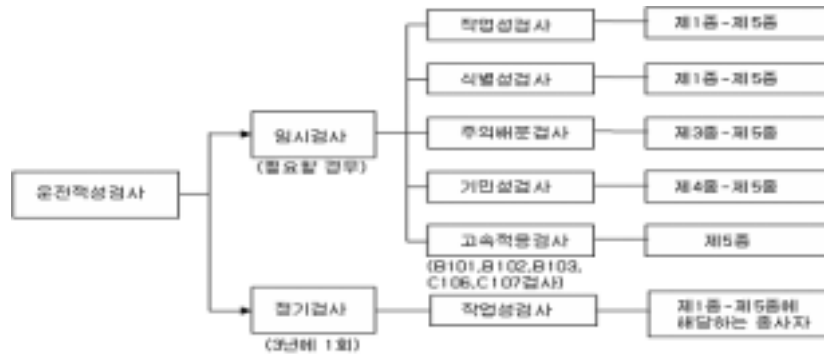 작업성검사
제1종-제5종
식별성검사
제1종-제5종
임시검사
(필요할 경우)
주의배분검사
제3종-제5종
운전적성검사
기민성검사
제4종-제5종
고속적응검사
제5종
(B101,B102,B103,
C106,C107검사)
정기검사
(3년에 1회)
작업성검사
제1종-제5종에
해당하는 종사자